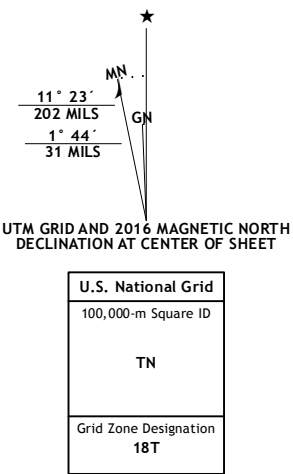 ★
MN
11° 23´
202 MILS
GN
1° 44´
31 MILS
UTM GRID AND 2016 MAGNETIC NORTH
DECLINATION AT CENTER OF SHEET
U.S. National Grid
100,000-m Square ID
TN
Grid Zone Designation
18T